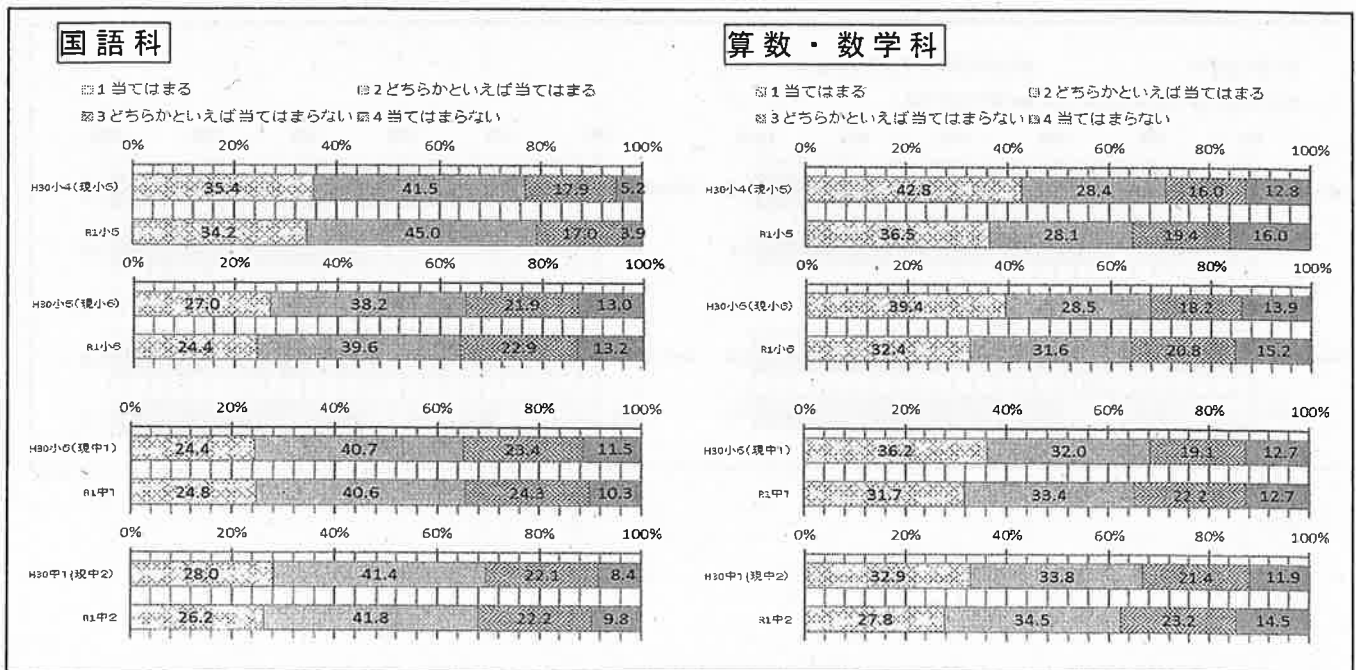 国語科
1当てはまる 2どちらかといえば当てはまる
3どちらかといえば当てはまらない 4当てはまらない
0% 20% 40% 60% 80% 100%
H30小4(現小5) 35.4 41.5 17.9 5.2
R1小5 34.2 45.0 17.0 3.9
0% 20% 40% 60% 80% 100%
H30小5(現小6) 27.0 38.2 21.9 13.0
R1小6 24.4 39.6 22.9 13.2
0% 20% 40% 60% 80% 100%
H30小6(現中1) 24.4 40.7 23.4 11.5
R1中1 24.8 40.6 24.3 10.3
0% 20% 40% 60% 80% 100%
H30中1(現中2) 28.0 41.4 22.1 8.4
R1中2 26.2 41.8 22.2 9.8
算数・数学科
1当てはまる 2どちらかといえば当てはまる
3どちらかといえば当てはまらない 4当てはまらない
0% 20% 40% 60% 80% 100%
H30小4(現小5) 42.8 28.4 16.0 12.8
R1小5 36.5 28.1 19.4 16.0
0% 20% 40% 60% 80% 100%
H30小5(現小6) 39.4 28.5 18.2 13.9
R1小6 32.4 31.6 20.8 15.2
0% 20% 40% 60% 80% 100%
H30小6(現中1) 36.2 32.0 19.1 12.7
R1中1 31.7 33.4 22.2 12.7
0% 20% 40% 60% 80% 100%
H30中1(現中2) 32.9 33.8 21.4 11.9
R1中2 27.8 34.5 23.2 14.5